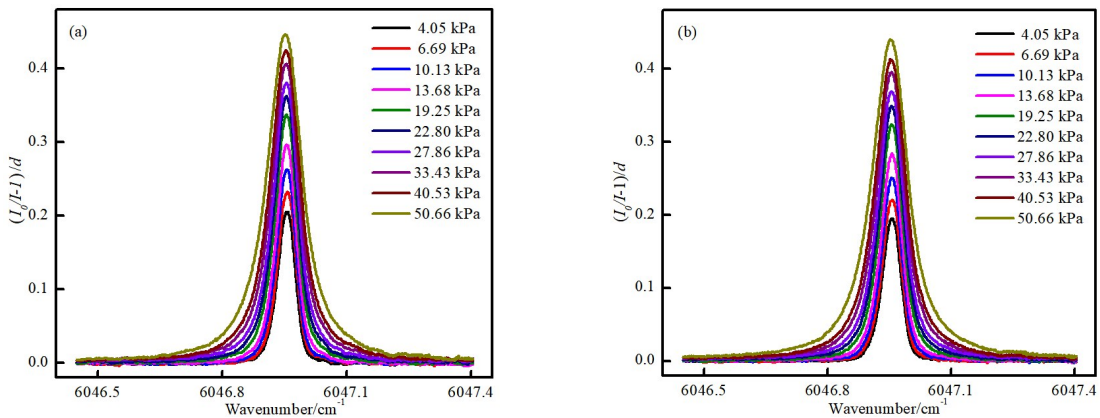 (a)
4.05 kPa
6.69 kPa
10.13 kPa
13.68 kPa
19.25 kPa
22.80 kPa
27.86 kPa
33.43 kPa
40.53 kPa
50.66 kPa
(I₀/I-1)/d
0.4
0.3
0.2
0.1
0.0
6046.5 6046.8 6047.1 6047.4
Wavenumber/cm⁻¹
(b)
4.05 kPa
6.69 kPa
10.13 kPa
13.68 kPa
19.25 kPa
22.80 kPa
27.86 kPa
33.43 kPa
40.53 kPa
50.66 kPa
(I₀/I-1)/d
0.4
0.3
0.2
0.1
0.0
6046.5 6046.8 6047.1 6047.4
Wavenumber/cm⁻¹